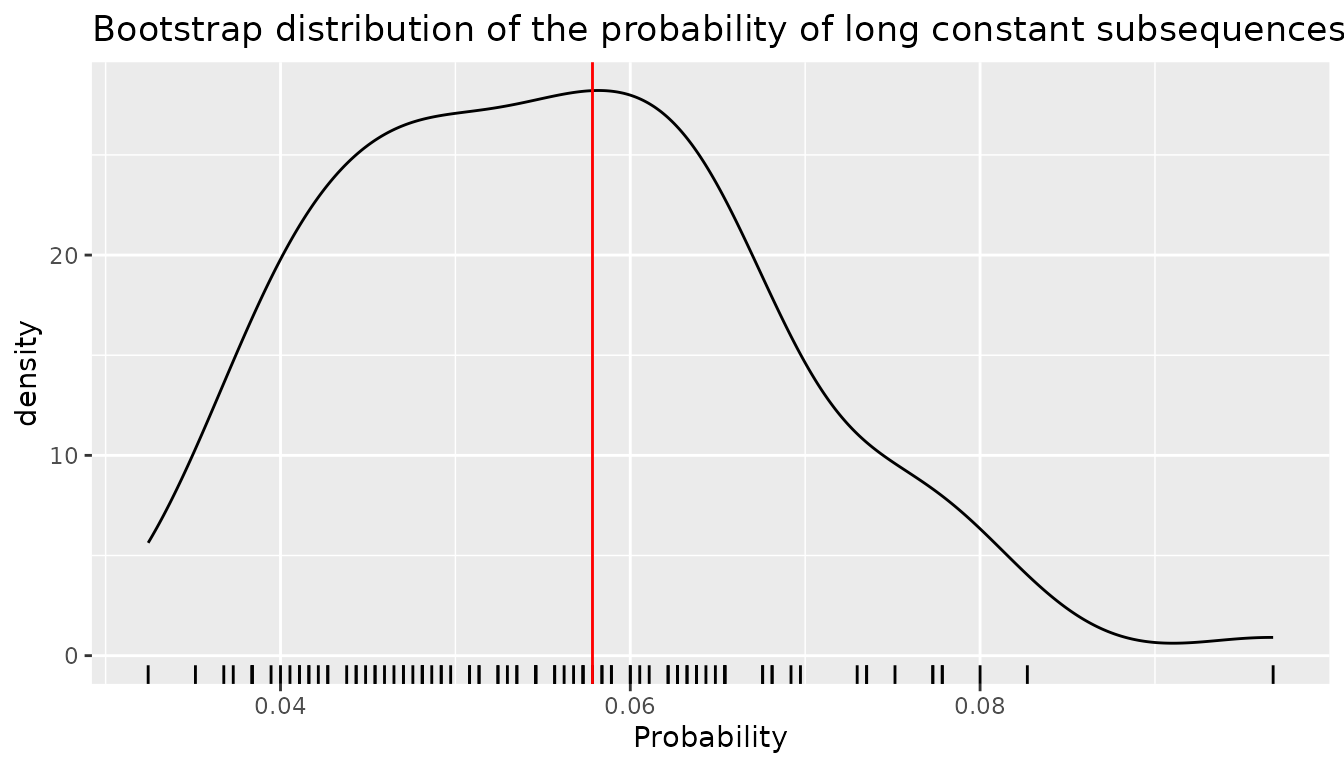 Bootstrap distribution of the probability of long constant subsequences
20
10
0
density
0.04 0.06 0.08
Probability